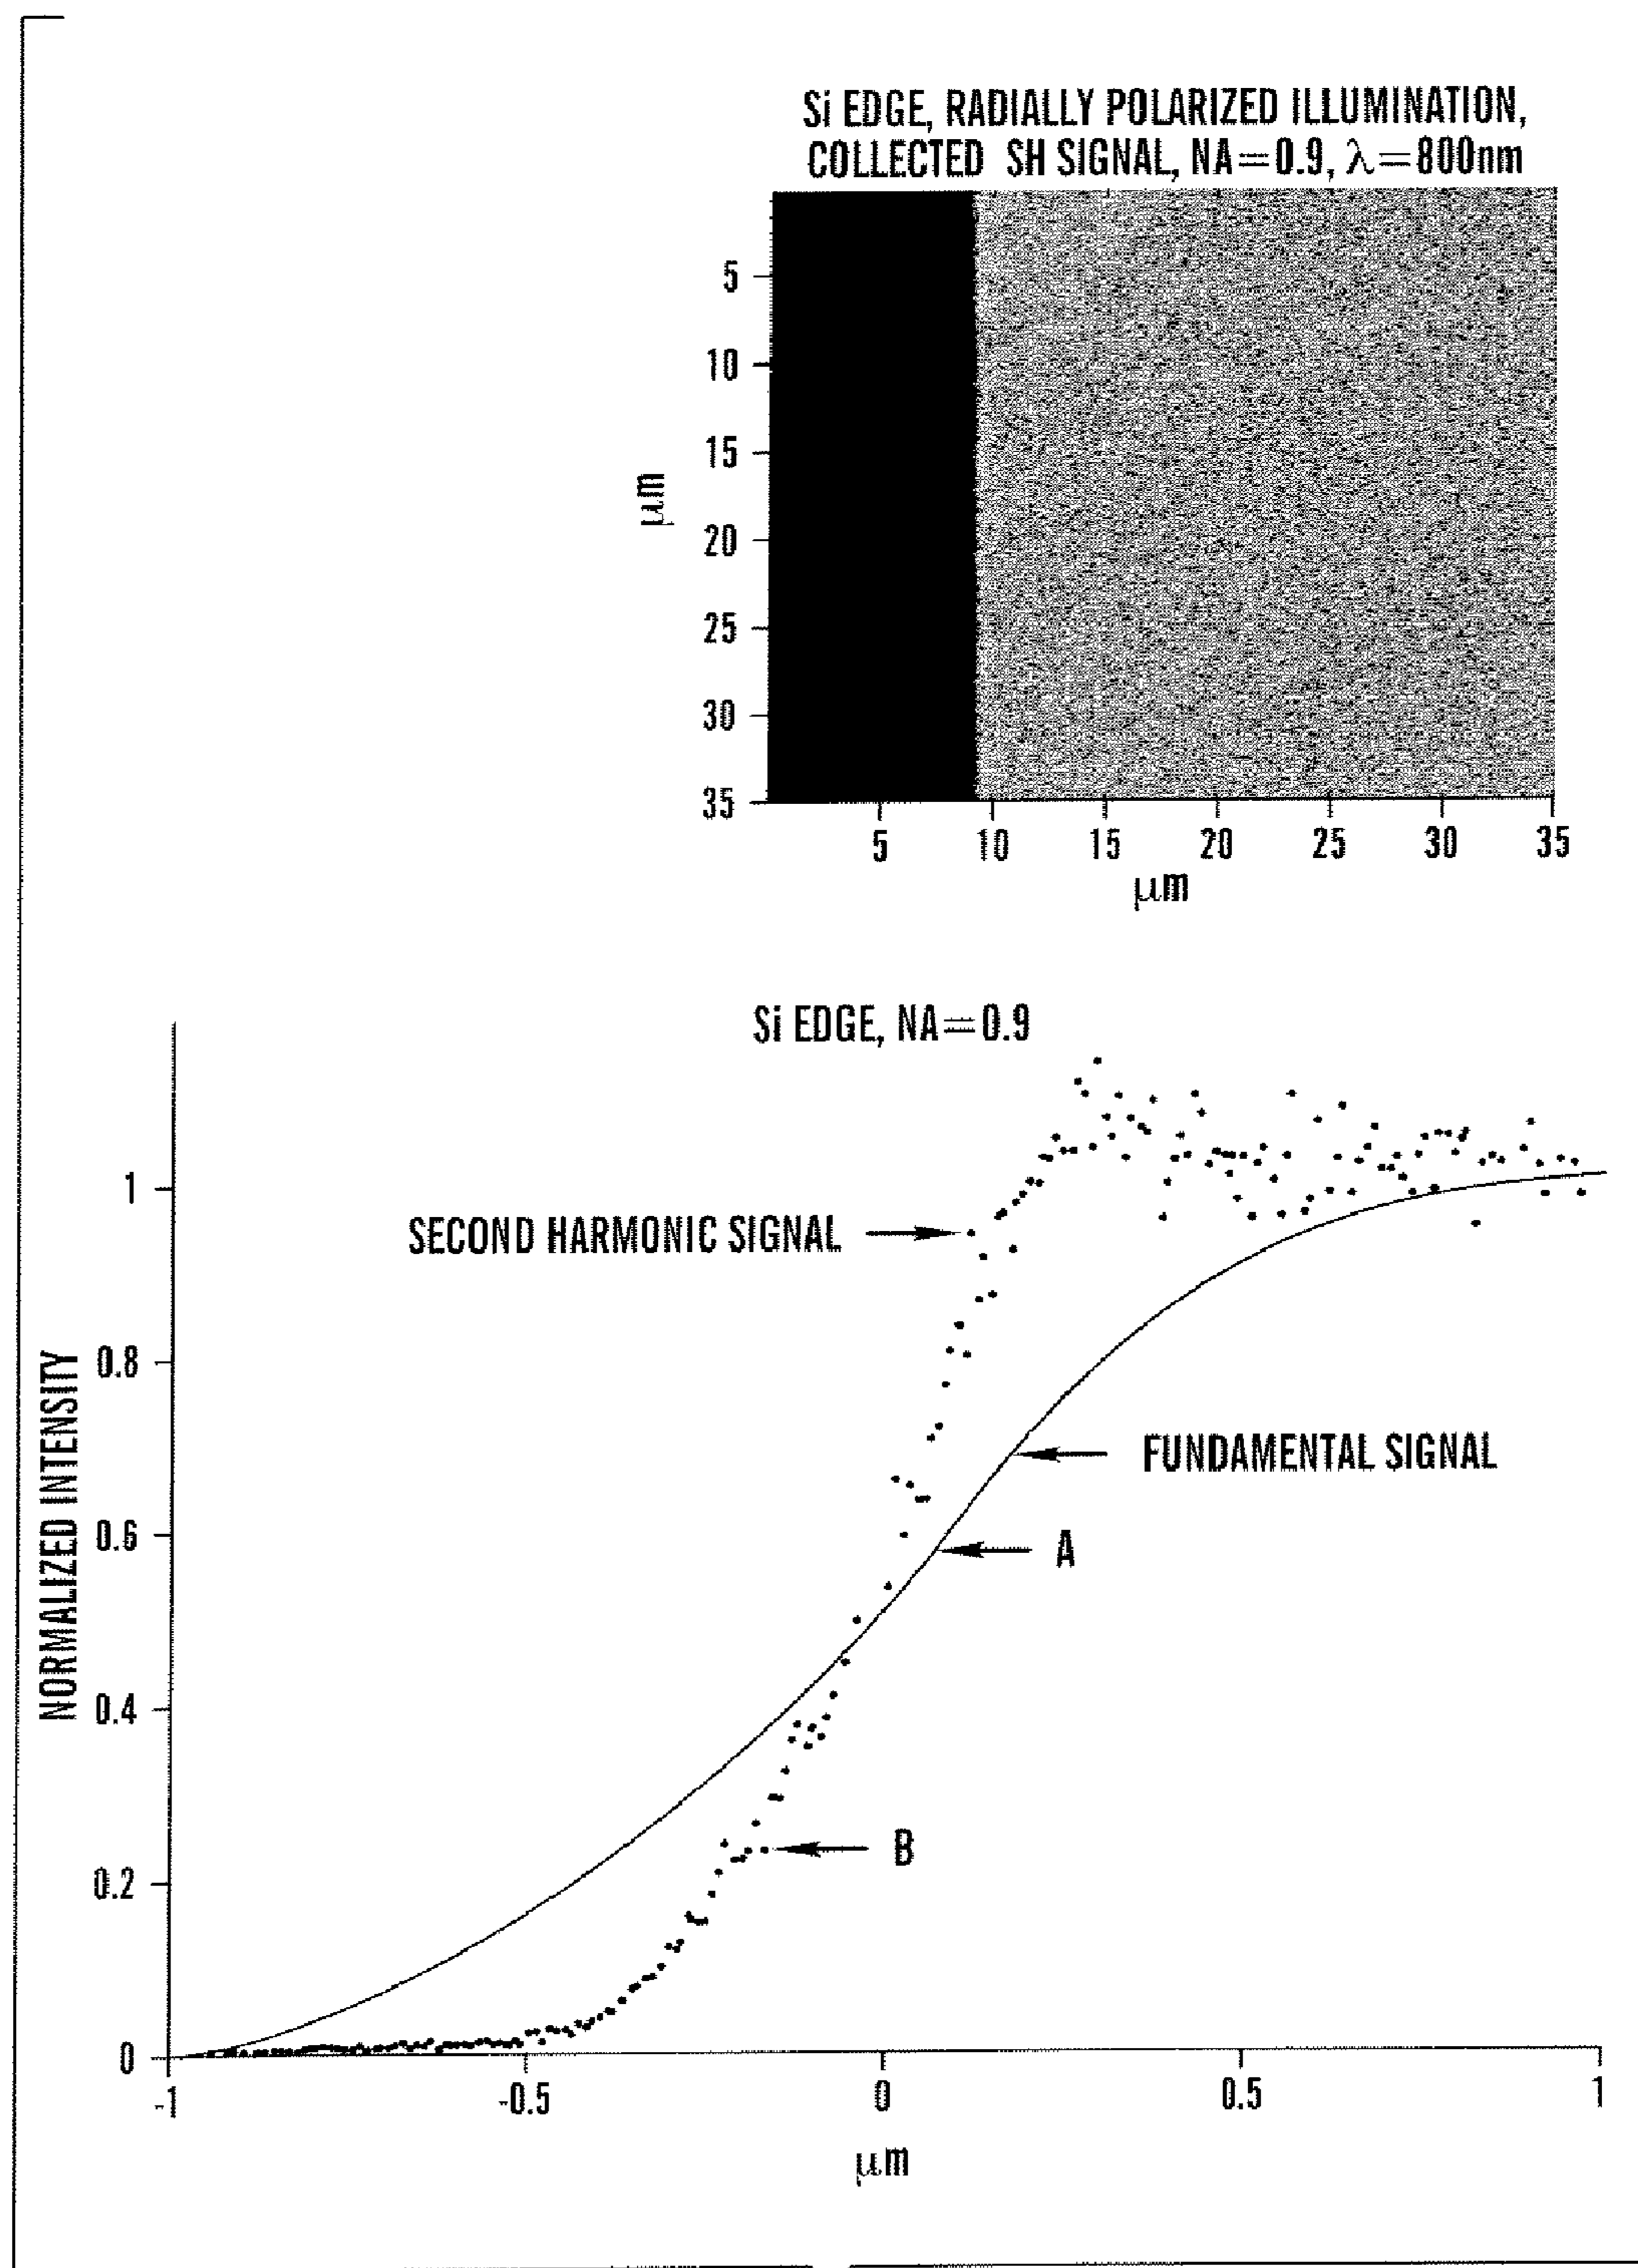 Si EDGE, RADIALLY POLARIZED ILLUMINATION,
COLLECTED SH SIGNAL, NA=0.9, λ=800nm
5
10
15
20
25
30
35
μm
5 10 15 20 25 30 35
μm
Si EDGE, NA=0.9
1
0.8
0.6
0.4
0.2
0
NORMALIZED INTENSITY
SECOND HARMONIC SIGNAL
FUNDAMENTAL SIGNAL
A
B
-1 -0.5 0 0.5 1
μm